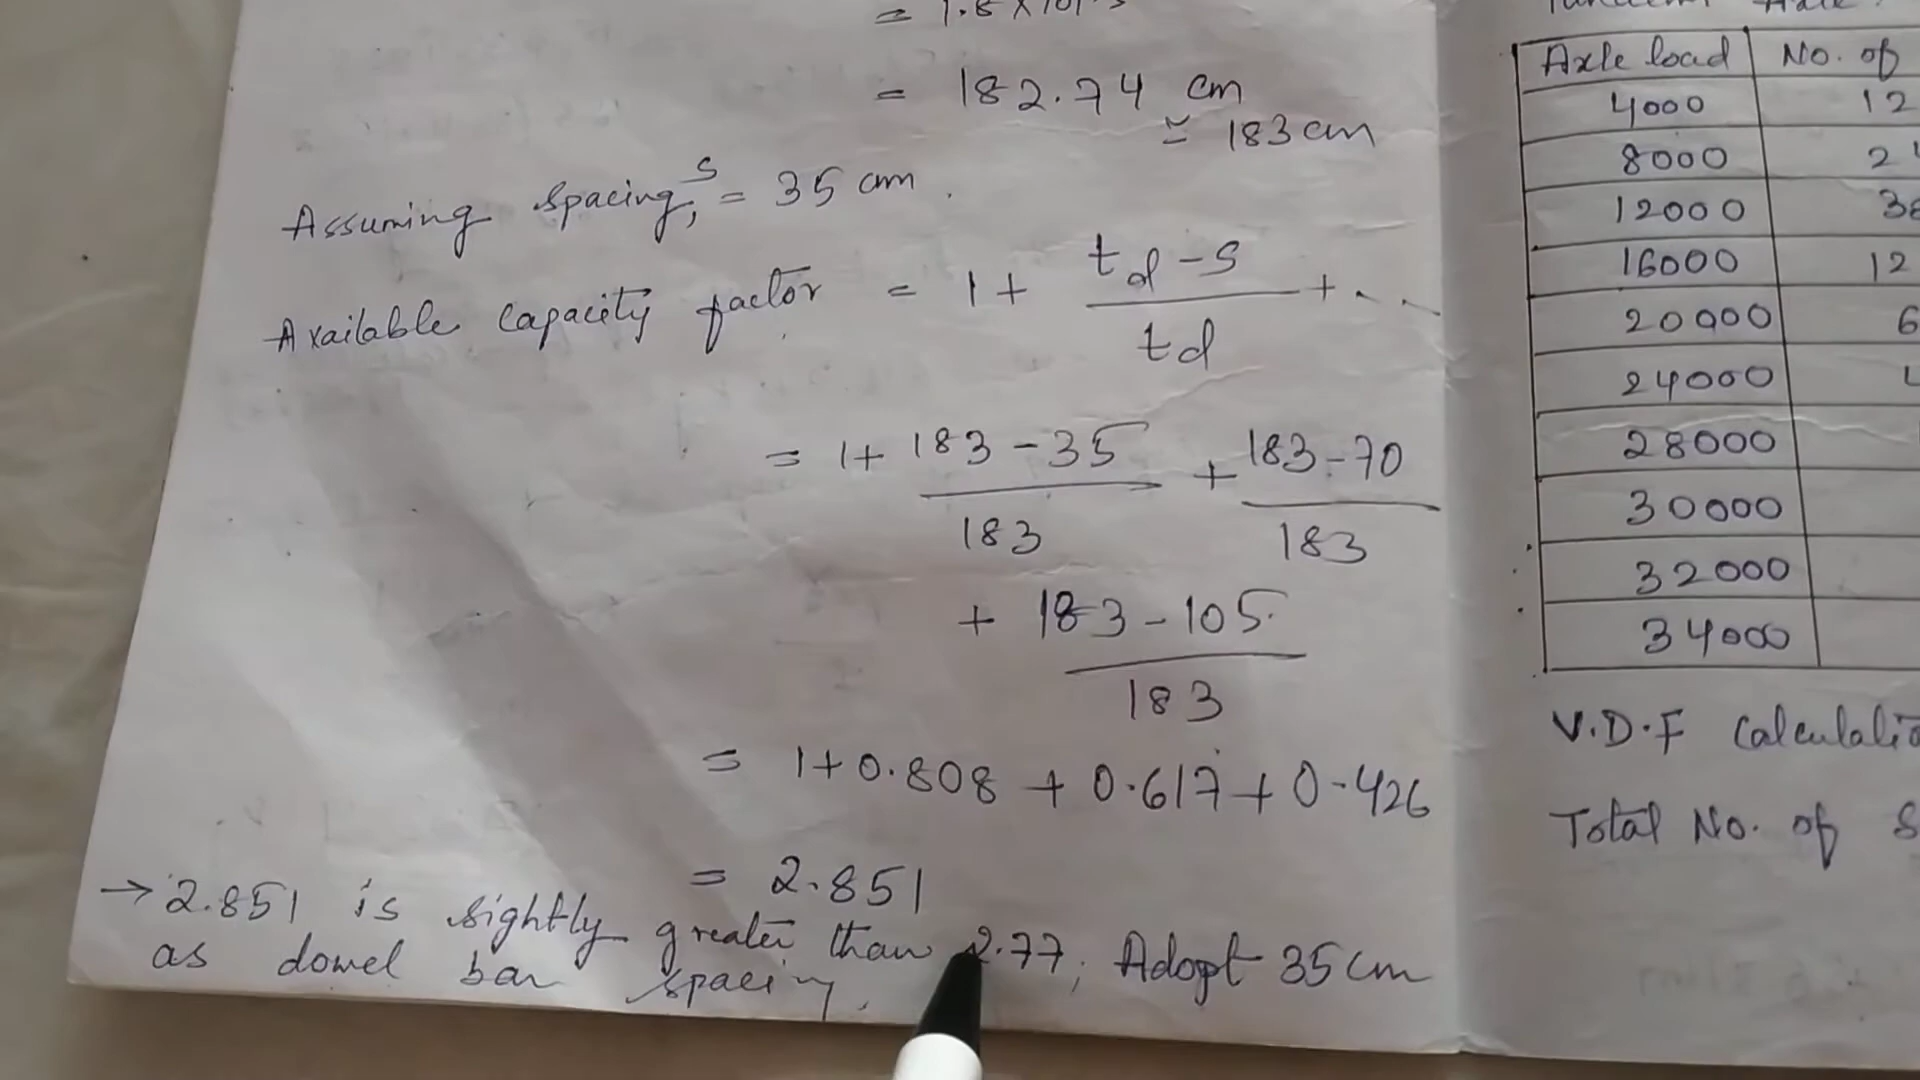 = 182.74 cm
≃ 183 cm
Assuming spacing, s = 35 cm.
Available capacity factor = 1 + (td - s)/td + ...
= 1 + (183 - 35)/183 + (183 - 70)/183
+ (183 - 105)/183
= 1 + 0.808 + 0.617 + 0.426
= 2.851
→ 2.851 is sightly greater than 2.77, Adopt 35 cm
as dowel bar spacing.
Axle load No. of
4000 12
8000
12000
16000 12
20000 6
24000
28000
30000
32000
34000
V.D.F
Total No. of